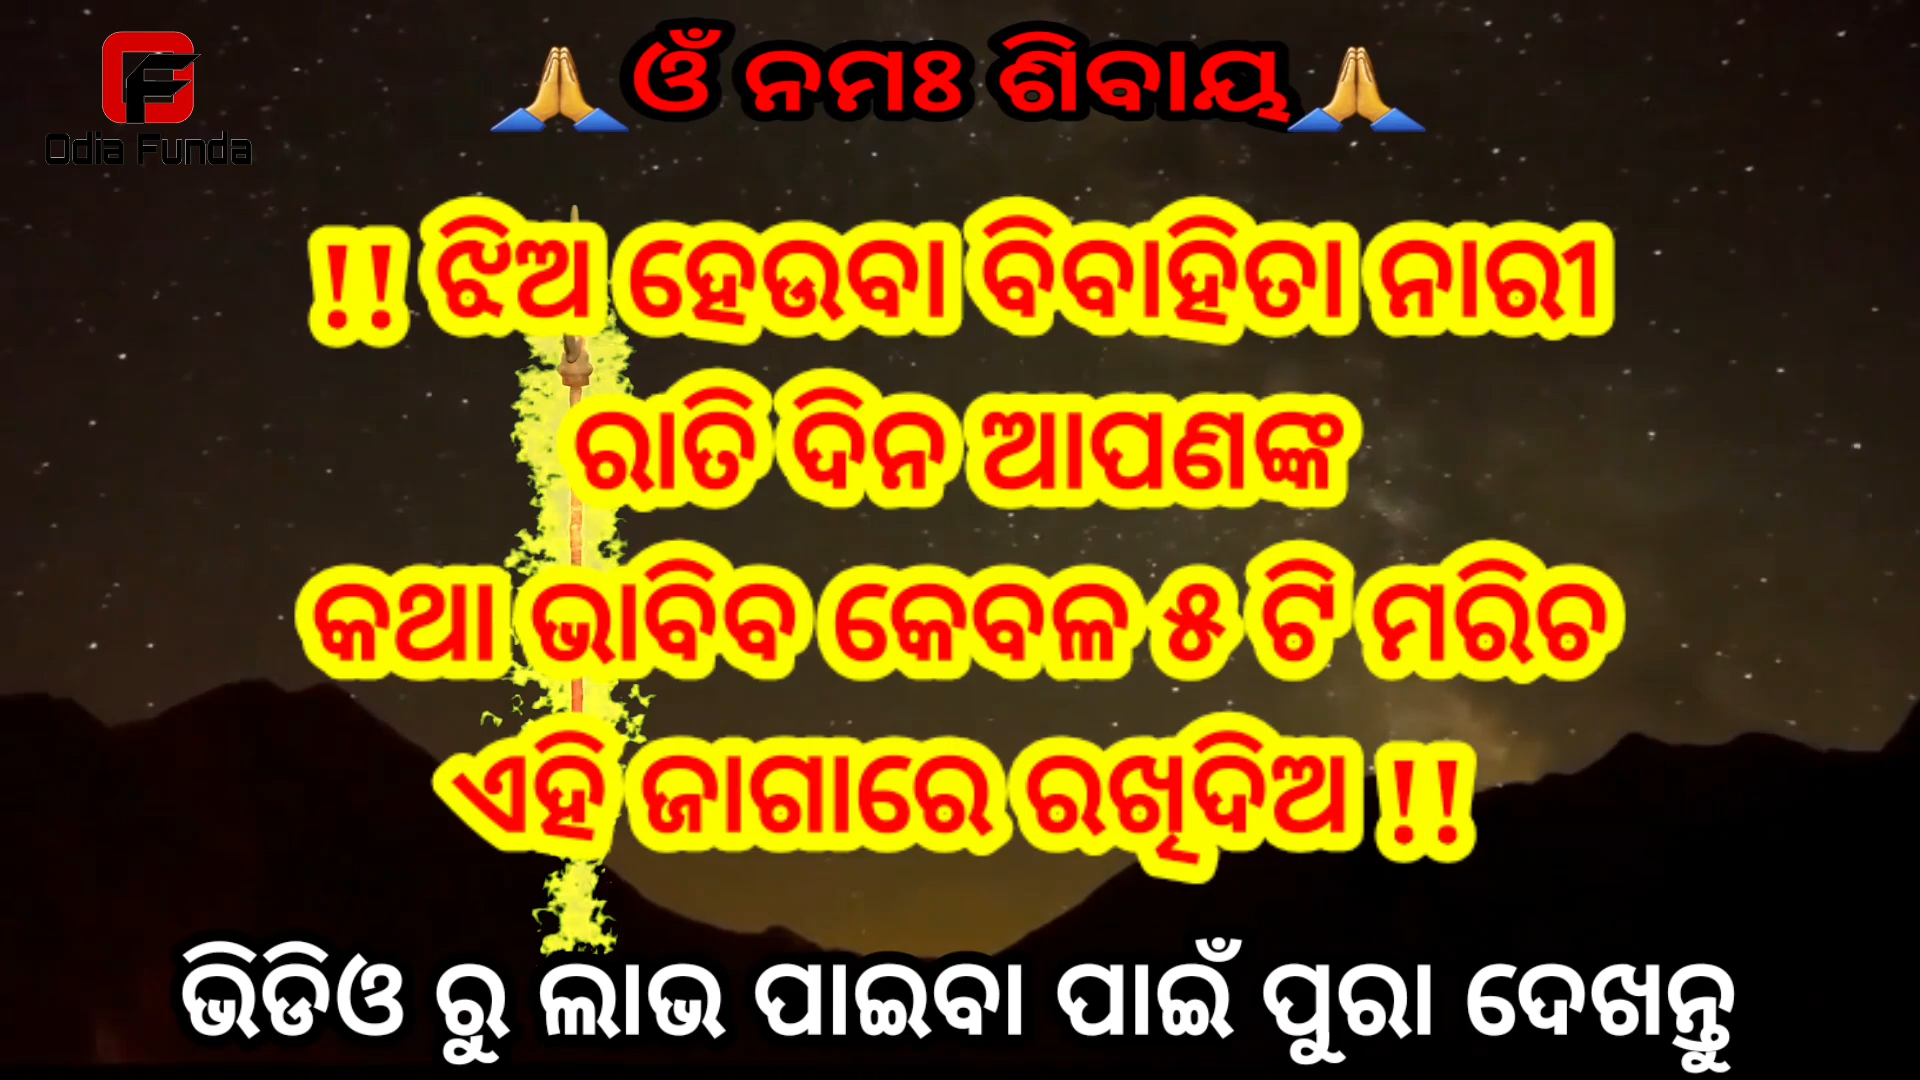 🙏 ଓଁ ନମଃ ଶିବାୟ 🙏
Odia Funda
!! ଝିଅ ହେଉବା ବିବାହିତା ନାରୀ
ରାତି ଦିନ ଆପଣଙ୍କ
କଥା ଭାବିବ କେବଳ ୫ ଟି ମରିଚ
ଏହି ଜାଗାରେ ରଖିଦିଅ !!
ଭିଡିଓ ରୁ ଲାଭ ପାଇବା ପାଇଁ ପୁରା ଦେଖନ୍ତୁ